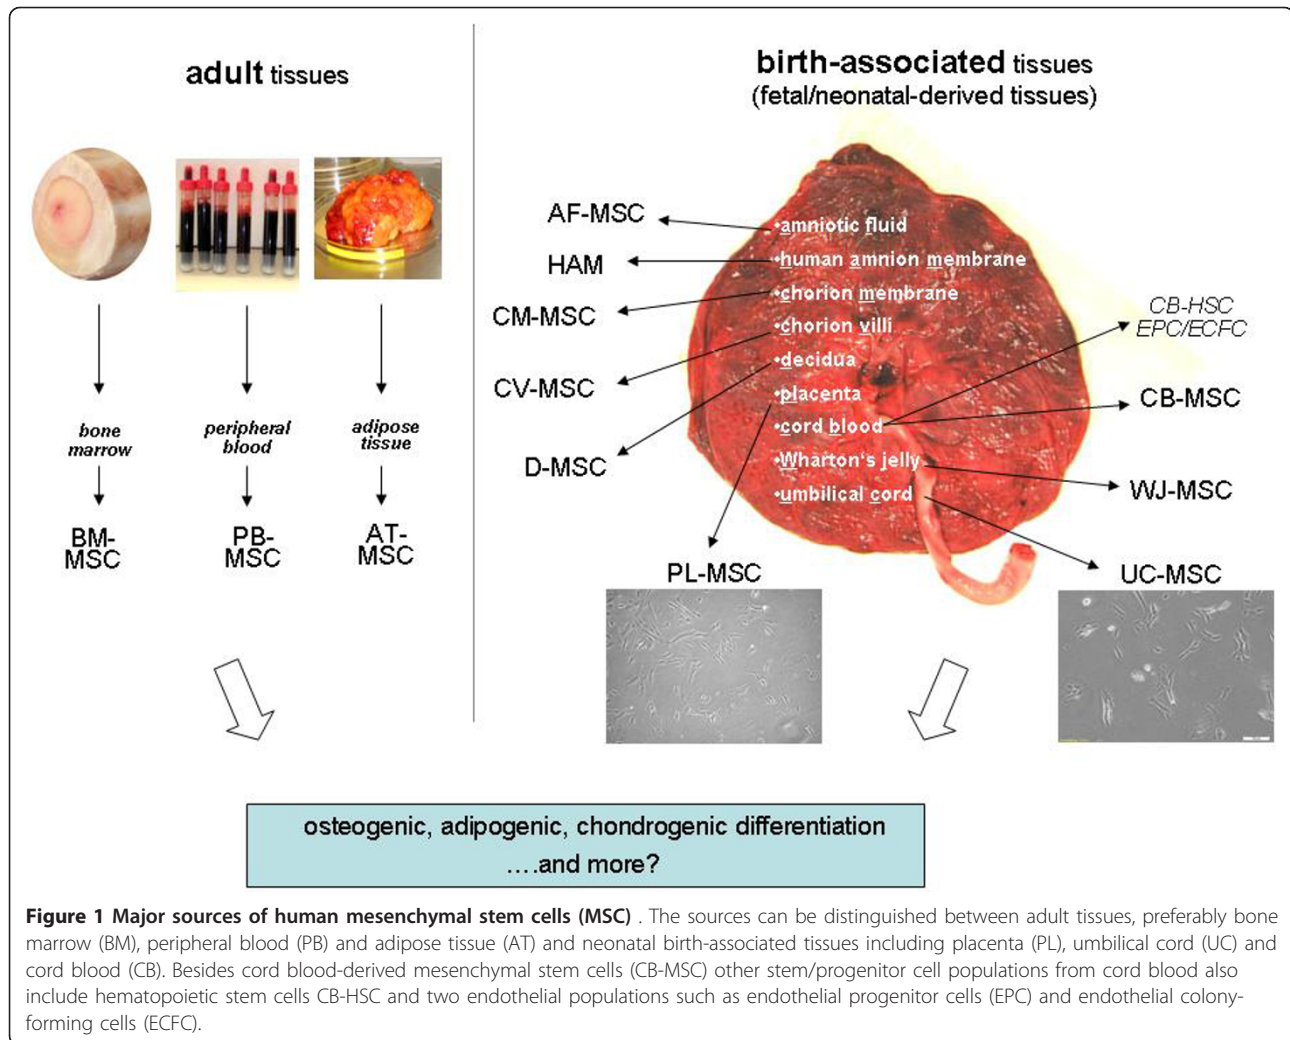 adult tissues
bone
marrow
BM-
MSC
peripheral
blood
PB-
MSC
adipose
tissue
AT-
MSC
birth-associated tissues
(fetal/neonatal-derived tissues)
AF-MSC
HAM
CM-MSC
CV-MSC
D-MSC
PL-MSC
•amniotic fluid
•human amnion membrane
•chorion membrane
•chorion villi
•decidua
•placenta
•cord blood
•Wharton's jelly
•umbilical cord
CB-HSC
EPC/ECFC
CB-MSC
WJ-MSC
UC-MSC
osteogenic, adipogenic, chondrogenic differentiation
….and more?
Figure 1 Major sources of human mesenchymal stem cells (MSC) . The sources can be distinguished between adult tissues, preferably bone
marrow (BM), peripheral blood (PB) and adipose tissue (AT) and neonatal birth-associated tissues including placenta (PL), umbilical cord (UC) and
cord blood (CB). Besides cord blood-derived mesenchymal stem cells (CB-MSC) other stem/progenitor cell populations from cord blood also
include hematopoietic stem cells CB-HSC and two endothelial populations such as endothelial progenitor cells (EPC) and endothelial colony-
forming cells (ECFC).